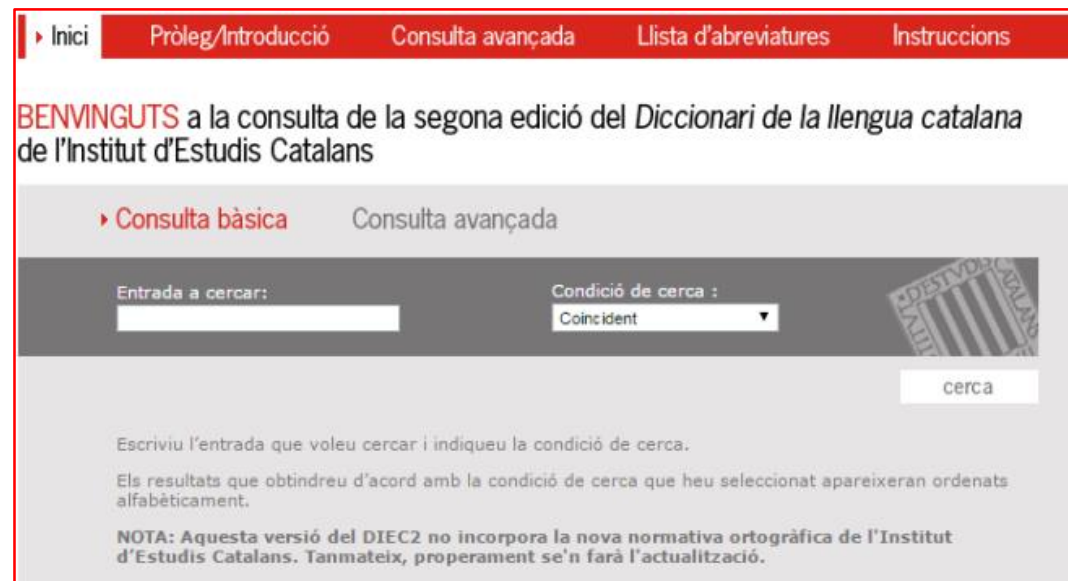 Inici Pròleg/Introducció Consulta avançada Llista d'abreviatures Instruccions
BENVINGUTS a la consulta de la segona edició del Diccionari de la llengua catalana
de l'Institut d'Estudis Catalans
Consulta bàsica Consulta avançada
Entrada a cercar: Condició de cerca :
Coincident
cerca
Escriviu l'entrada que voleu cercar i indiqueu la condició de cerca.
Els resultats que obtindreu d'acord amb la condició de cerca que heu seleccionat apareixeran ordenats
alfabèticament.
NOTA: Aquesta versió del DIEC2 no incorpora la nova normativa ortogràfica de l'Institut
d'Estudis Catalans. Tanmateix, properament se'n farà l'actualització.